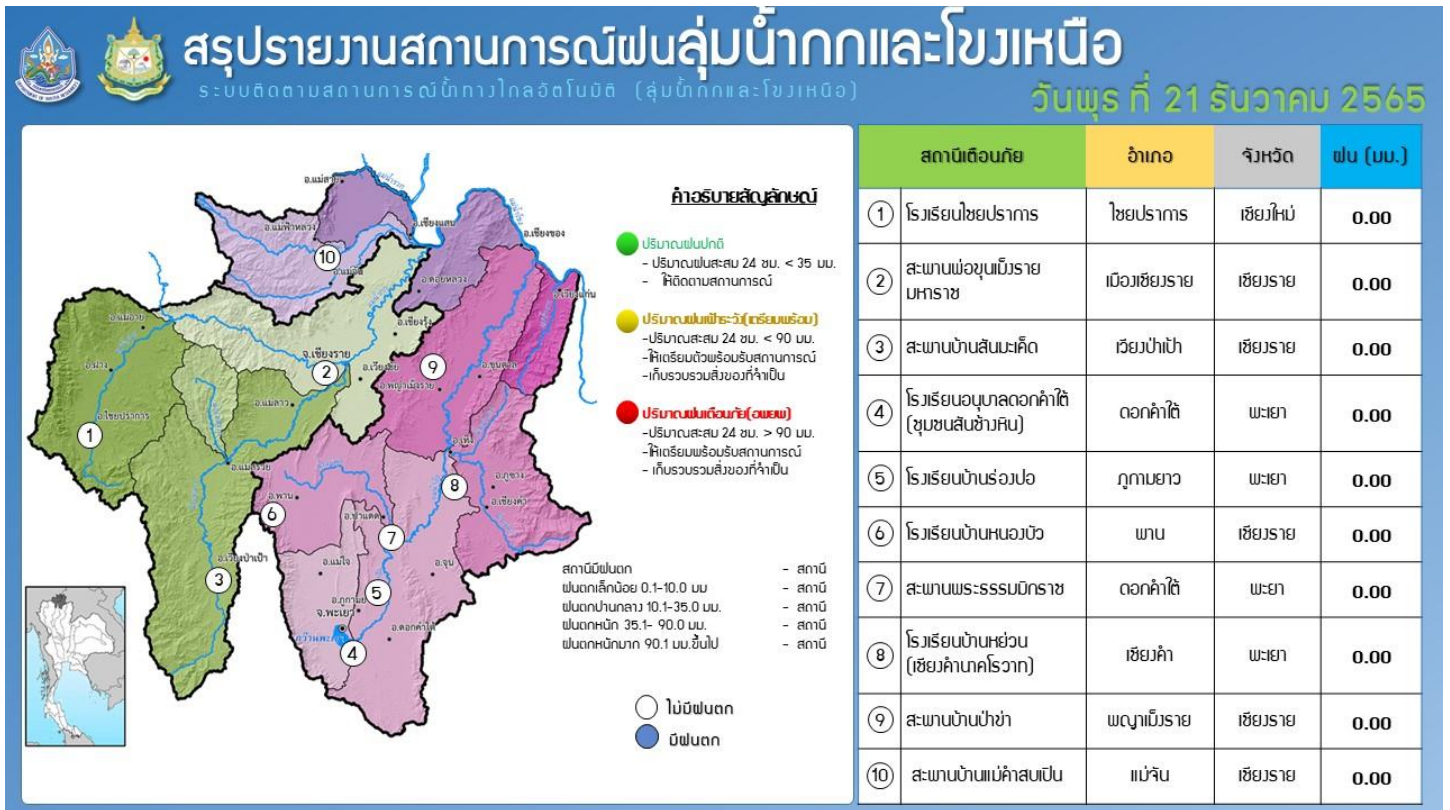 สรุปรายงานสถานการณ์ฝนลุ่มน้ำกกและโขงเหนือ
ระบบติดตามสถานการณ์น้ำทางไกลอัตโนมัติ (ลุ่มน้ำกกและโขงเหนือ)
วันพุธ ที่ 21 ธันวาคม 2565
อ.แม่สาย
อ.แม่ฟ้าหลวง
อ.เชียงแสน
อ.เชียงของ
10
อ.ดอยหลวง
อ.เวียงแก่น
อ.แม่อาย
อ.เชียงรุ้ง
จ.เชียงราย
2
9
อ.ฝาง
อ.พญาเม็งราย
อ.ขุนตาล
อ.ไชยปราการ
อ.แม่ลาว
1
อ.เทิง
อ.แม่สรวย
8
อ.ภูซาง
อ.พาน
อ.เชียงคำ
6
อ.ป่าแดด
7
อ.เวียงป่าเป้า
อ.แม่ใจ
อ.จุน
3
5
จ.พะเยา
อ.ดอกคำใต้
4
คำอธิบายสัญลักษณ์
ปริมาณฝนปกติ
- ปริมาณฝนสะสม 24 ชม. < 35 มม.
- ให้ติดตามสถานการณ์
ปริมาณฝนเฝ้าระวัง(เตรียมพร้อม)
-ปริมาณสะสม 24 ชม. < 90 มม.
-ให้เตรียมตัวพร้อมรับสถานการณ์
-เก็บรวบรวมสิ่งของที่จำเป็น
ปริมาณฝนเตือนภัย(อพยพ)
-ปริมาณสะสม 24 ชม. > 90 มม.
-ให้เตรียมพร้อมรับสถานการณ์
- เก็บรวบรวมสิ่งของที่จำเป็น
สถานีมีฝนตก - สถานี
ฝนตกเล็กน้อย 0.1-10.0 มม - สถานี
ฝนตกปานกลาง 10.1-35.0 มม. - สถานี
ฝนตกหนัก 35.1- 90.0 มม. - สถานี
ฝนตกหนักมาก 90.1 มม.ขึ้นไป - สถานี
ไม่มีฝนตก
มีฝนตก
สถานีเตือนภัย อำเภอ จังหวัด ฝน (มม.)
1 โรงเรียนไชยปราการ ไชยปราการ เชียงใหม่ 0.00
2 สะพานพ่อขุนเม็งราย
มหาราช เมืองเชียงราย เชียงราย 0.00
3 สะพานบ้านสันมะเค็ด เวียงป่าเป้า เชียงราย 0.00
4 โรงเรียนอนุบาลดอกคำใต้
(ชุมชนสันช้างหิน) ดอกคำใต้ พะเยา 0.00
5 โรงเรียนบ้านร่องปอ ภูกามยาว พะเยา 0.00
6 โรงเรียนบ้านหนองบัว พาน เชียงราย 0.00
7 สะพานพระธรรมมิกราช ดอกคำใต้ พะยา 0.00
8 โรงเรียนบ้านหย่วน
(เชียงคำนาคโรวาท) เชียงคำ พะเยา 0.00
9 สะพานบ้านป่าข่า พญาเม็งราย เชียงราย 0.00
10 สะพานบ้านแม่คำสบเปิน แม่จัน เชียงราย 0.00